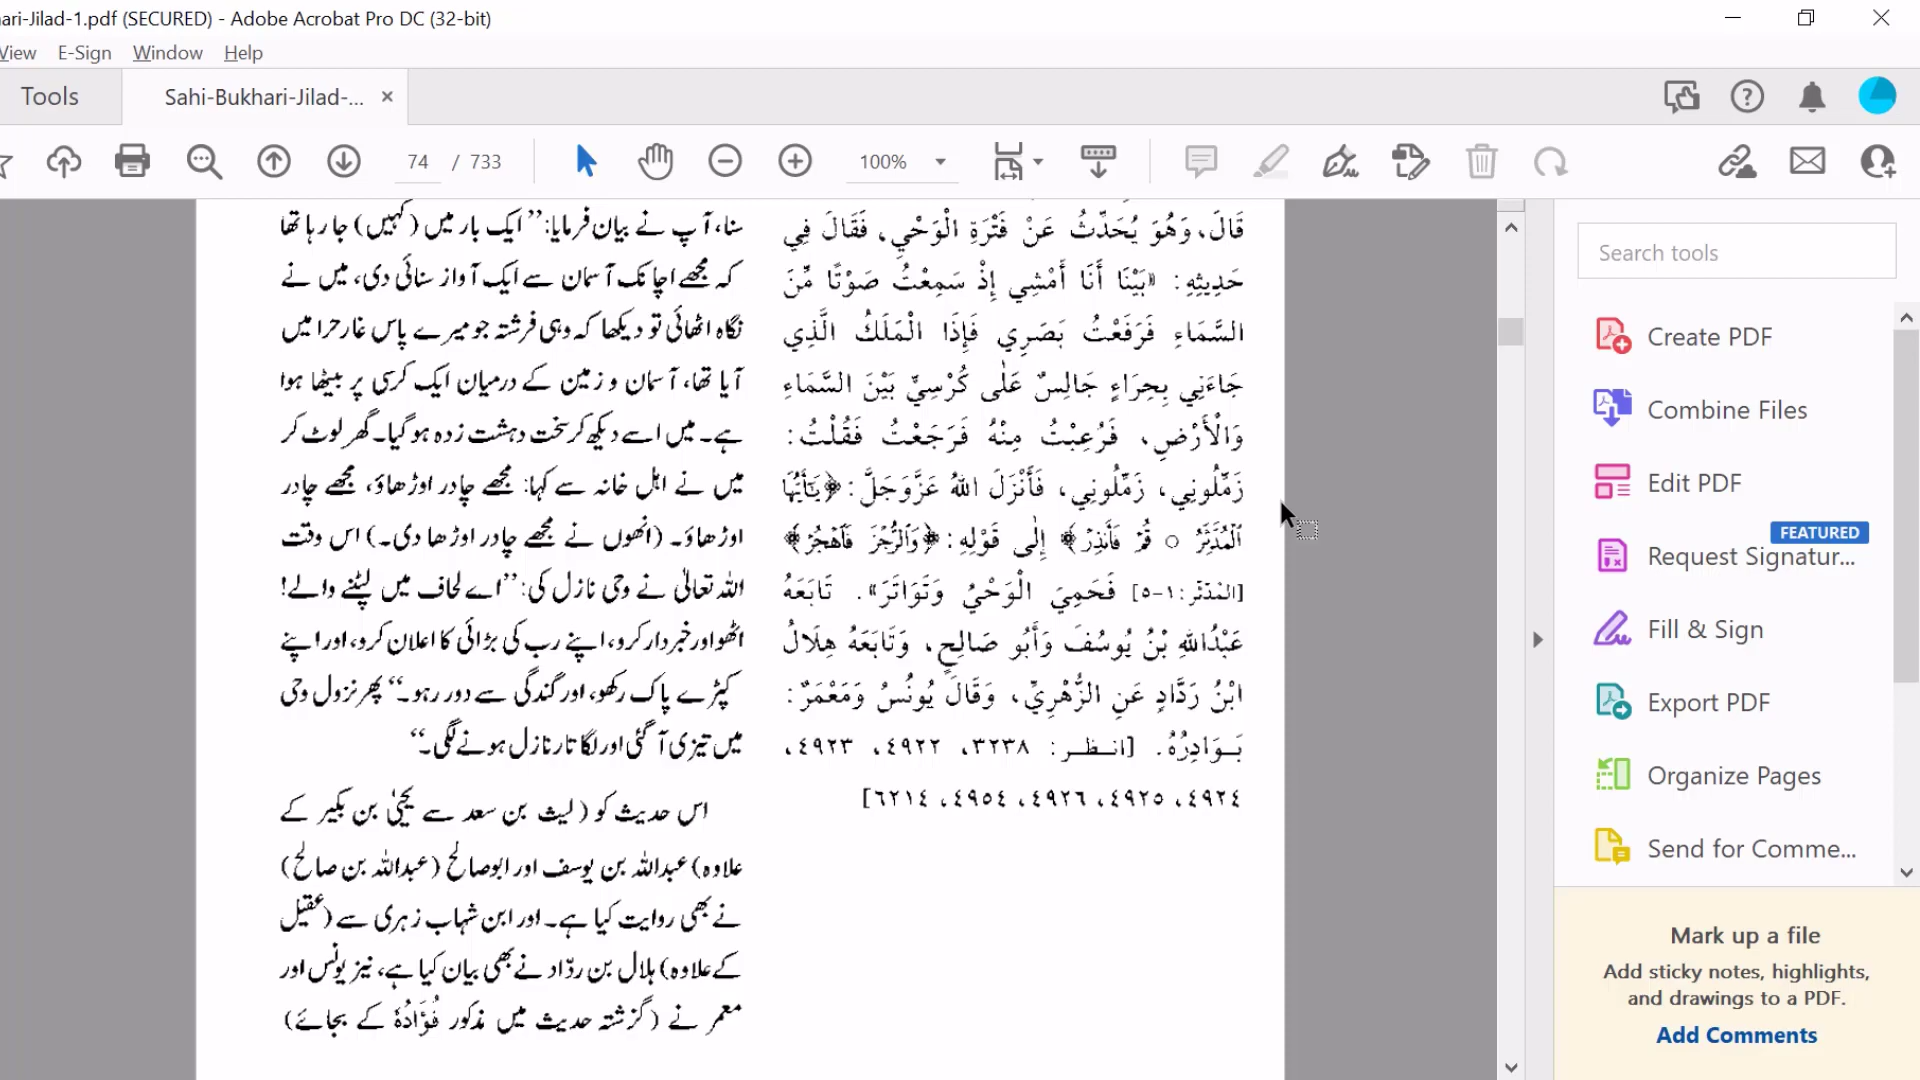 ari-Jilad-1.pdf (SECURED) - Adobe Acrobat Pro DC (32-bit)
View E-Sign Window Help
Tools Sahi-Bukhari-Jilad-... ×
74 / 733 100%
قَالَ، وَهُوَ يُحَدِّثُ عَنْ فَتْرَةِ الْوَحْيِ، فَقَالَ فِي
حَدِيثِهِ: «بَيْنَا أَنَا أَمْشِي إِذْ سَمِعْتُ صَوْتًا مِّنَ
السَّمَاءِ فَرَفَعْتُ بَصَرِي فَإِذَا الْمَلَكُ الَّذِي
جَاءَنِي بِحِرَاءٍ جَالِسٌ عَلٰى كُرْسِيٍّ بَيْنَ السَّمَاءِ
وَالْأَرْضِ، فَرُعِبْتُ مِنْهُ فَرَجَعْتُ فَقُلْتُ:
زَمِّلُونِي، زَمِّلُونِي، فَأَنْزَلَ اللهُ عَزَّوَجَلَّ: ﴿يَٰٓأَيُّهَا
ٱلْمُدَّثِّرُ ○ قُمْ فَأَنذِرْ﴾ إِلٰى قَوْلِهِ: ﴿وَٱلرُّجْزَ فَٱهْجُرْ﴾
[المُدّثر: ١-٥] فَحَمِيَ الْوَحْيُ وَتَوَاتَرَ». تَابَعَهُ
عَبْدُاللهِ بْنُ يُوسُفَ وَأَبُو صَالِحٍ، وَتَابَعَهُ هِلَالُ
ابْنُ رَدَّادٍ عَنِ الزُّهْرِيِّ، وَقَالَ يُونُسُ وَمَعْمَرٌ:
بَوَادِرُهُ. [انظر: ٣٢٣٨، ٤٩٢٢، ٤٩٢٣،
٤٩٢٤، ٤٩٢٥، ٤٩٢٦، ٤٩٥٤، ٦٢١٤]
سنا، آپ نے بیان فرمایا: ’’ایک بار میں (کہیں) جا رہا تھا
کہ مجھے اچانک آسمان سے ایک آواز سنائی دی، میں نے
نگاہ اٹھائی تو دیکھا کہ وہی فرشتہ جو میرے پاس غار حرا میں
آیا تھا، آسمان و زمین کے درمیان ایک کرسی پر بیٹھا ہوا
ہے۔ میں اسے دیکھ کر سخت دہشت زدہ ہو گیا۔ گھر لوٹ کر
میں نے اہل خانہ سے کہا: مجھے چادر اوڑھاؤ، مجھے چادر
اوڑھاؤ۔ (انھوں نے مجھے چادر اوڑھا دی۔) اس وقت
اللہ تعالیٰ نے وحی نازل کی: ’’اے لحاف میں لپٹنے والے!
اٹھو اور خبردار کرو، اپنے رب کی بڑائی کا اعلان کرو، اور اپنے
کپڑے پاک رکھو، اور گندگی سے دور رہو۔‘‘ پھر نزول وحی
میں تیزی آ گئی اور لگا تار نازل ہونے لگی۔‘‘
اس حدیث کو (لیث بن سعد سے یحییٰ بن بکیر کے
علاوہ) عبداللہ بن یوسف اور ابوصالح (عبداللہ بن صالح)
نے بھی روایت کیا ہے۔ اور ابن شہاب زہری سے (عقیل
کے علاوہ) ہلال بن ردّاد نے بھی بیان کیا ہے، نیز یونس اور
معمر نے (گزشتہ حدیث میں مذکور فُؤَادُهُ کے بجائے)
Search tools
Create PDF
Combine Files
Edit PDF
FEATURED
Request Signatur...
Fill & Sign
Export PDF
Organize Pages
Send for Comme...
Mark up a file
Add sticky notes, highlights,
and drawings to a PDF.
Add Comments